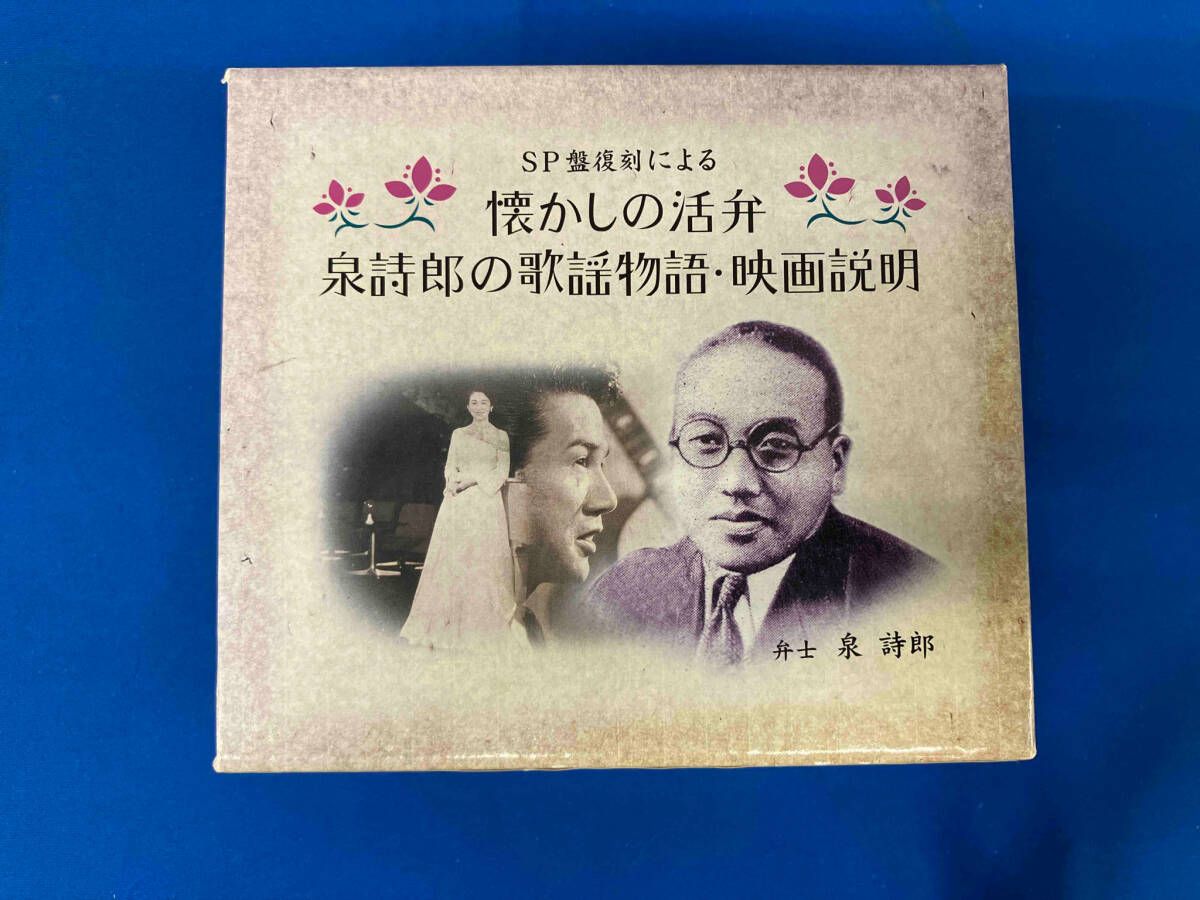 SP盤復刻による
懐かしの活弁
泉詩郎の歌謡物語・映画説明
弁士 泉 詩郎